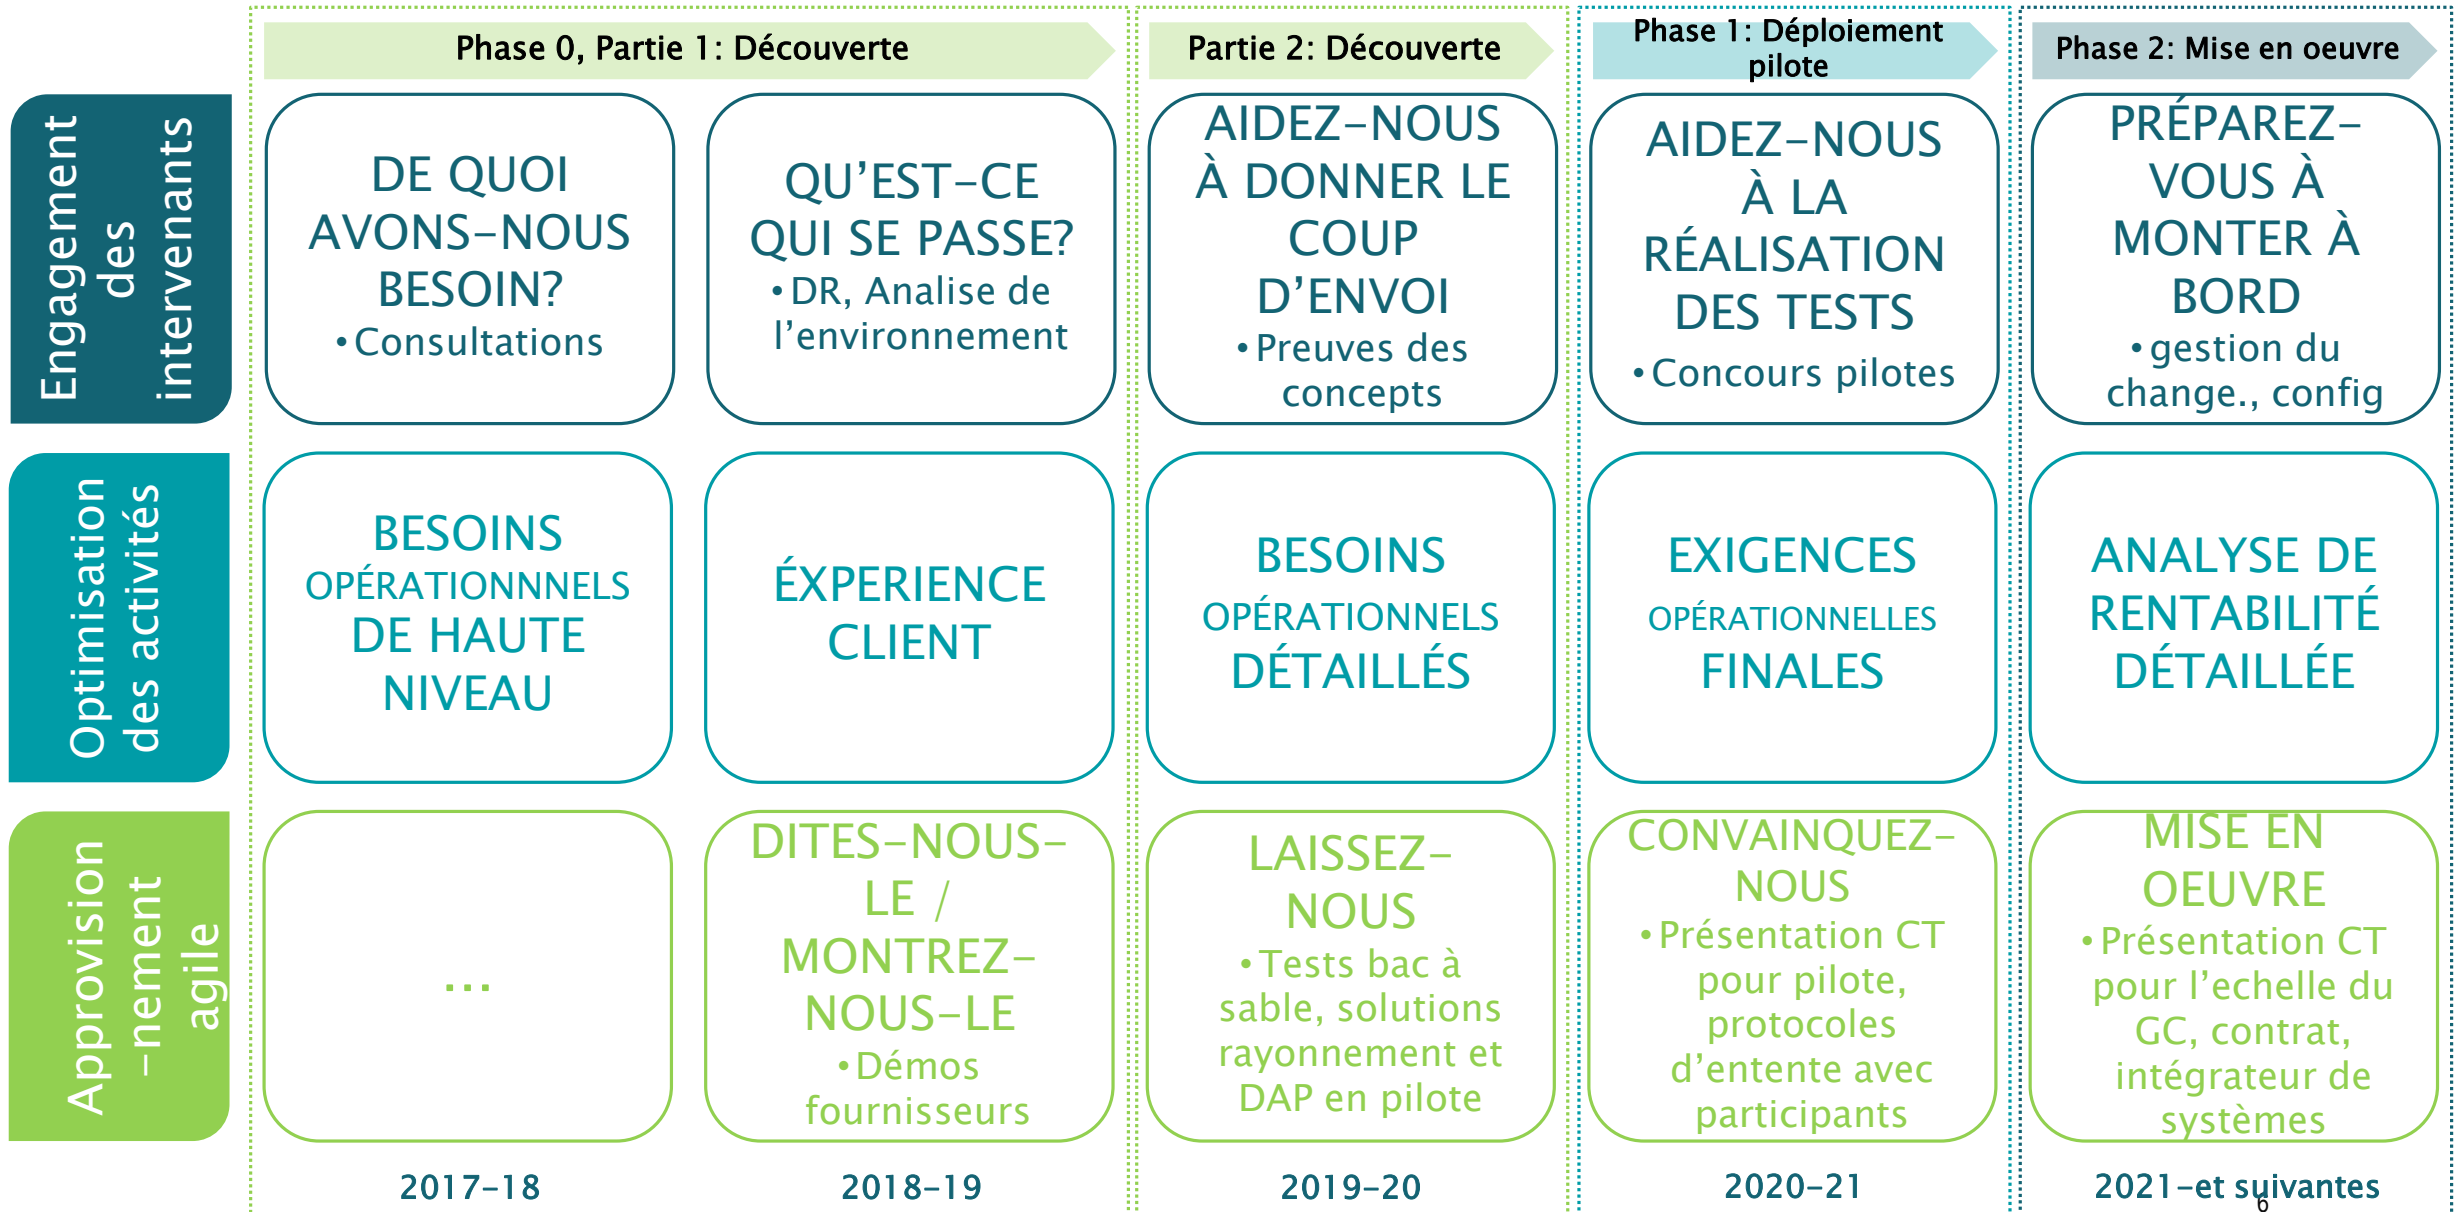 Phase 0, Partie 1: Découverte
Partie 2: Découverte
Phase 1: Déploiement
pilote
Phase 2: Mise en oeuvre
Engagement
des
intervenants
DE QUOI
AVONS-NOUS
BESOIN?
•Consultations
QU’EST-CE
QUI SE PASSE?
•DR, Analise de
l’environnement
AIDEZ-NOUS
À DONNER LE
COUP
D’ENVOI
•Preuves des
concepts
AIDEZ-NOUS
À LA
RÉALISATION
DES TESTS
•Concours pilotes
PRÉPAREZ-
VOUS À
MONTER À
BORD
•gestion du
change., config
Optimisation
des activités
BESOINS
OPÉRATIONNNELS
DE HAUTE
NIVEAU
ÉXPERIENCE
CLIENT
BESOINS
OPÉRATIONNELS
DÉTAILLÉS
EXIGENCES
OPÉRATIONNELLES
FINALES
ANALYSE DE
RENTABILITÉ
DÉTAILLÉE
Approvision
-nement
agile
...
DITES-NOUS-
LE /
MONTREZ-
NOUS-LE
•Démos
fournisseurs
LAISSEZ-
NOUS
•Tests bac à
sable, solutions
rayonnement et
DAP en pilote
CONVAINQUEZ-
NOUS
•Présentation CT
pour pilote,
protocoles
d’entente avec
participants
MISE EN
OEUVRE
•Présentation CT
pour l’echelle du
GC, contrat,
intégrateur de
systèmes
2017-18
2018-19
2019-20
2020-21
2021-et suivantes
6